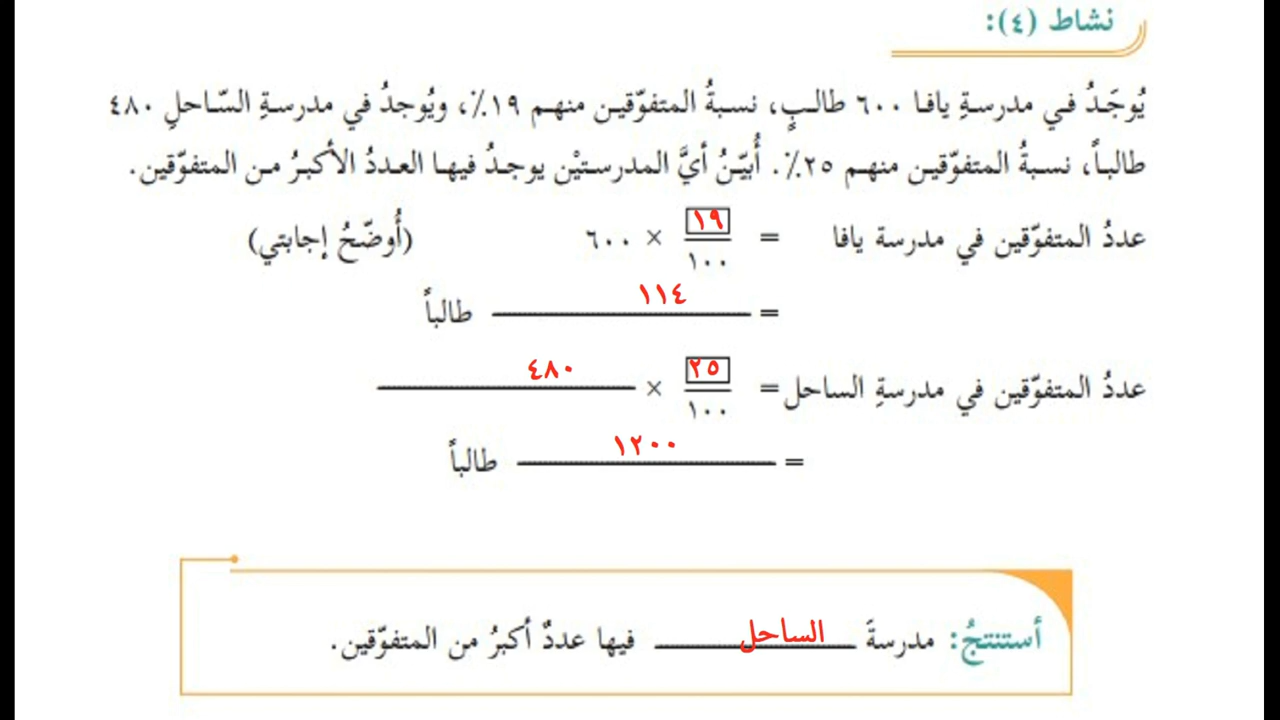 نشاط (٤):
يُوجَدُ في مدرسةِ يافا ٦٠٠ طالبٍ، نسبةُ المتفوّقين منهم ١٩٪، ويُوجدُ في مدرسةِ السّاحلِ ٤٨٠
طالباً، نسبةُ المتفوّقين منهم ٢٥٪. أُبيّنُ أيَّ المدرستيْن يوجدُ فيها العددُ الأكبرُ من المتفوّقين.
عددُ المتفوّقين في مدرسة يافا = ١٩/١٠٠ × ٦٠٠ (أُوضّحُ إجابتي)
= ١١٤ طالباً
عددُ المتفوّقين في مدرسةِ الساحل = ٢٥/١٠٠ × ٤٨٠
= ١٢٠٠ طالباً
أستنتجُ: مدرسةَ الساحل فيها عددٌ أكبرُ من المتفوّقين.